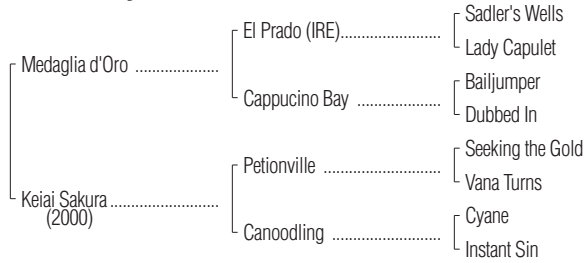 Sadler's Wells
El Prado (IRE)....................
Lady Capulet
Medaglia d'Oro .................
Bailjumper
Cappucino Bay .................
Dubbed In
Seeking the Gold
Petionville ........................
Vana Turns
Keiai Sakura......................
(2000)
Cyane
Canoodling .......................
Instant Sin